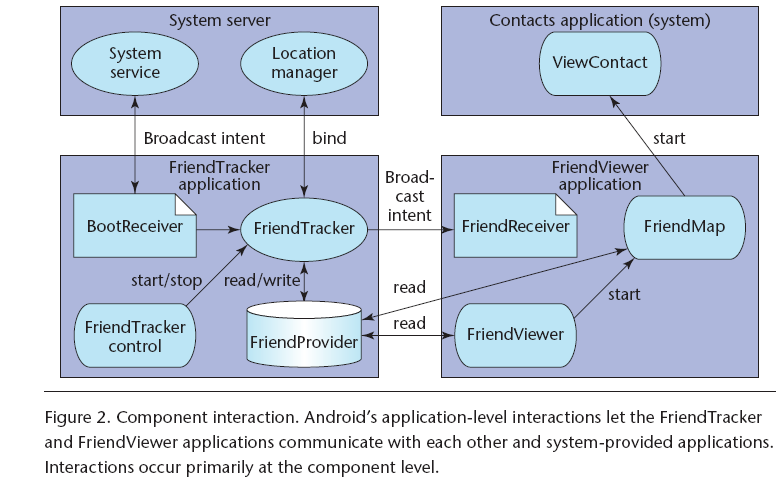 System server
Contacts application (system)
System
service
Location
manager
ViewContact
Broadcast intent
bind
start
FriendTracker
application
Broad-
cast
intent
FriendViewer
application
BootReceiver
FriendTracker
FriendReceiver
FriendMap
start/stop
read/write
read
start
FriendTracker
control
FriendProvider
read
FriendViewer
Figure 2. Component interaction. Android’s application-level interactions let the FriendTracker
and FriendViewer applications communicate with each other and system-provided applications.
Interactions occur primarily at the component level.